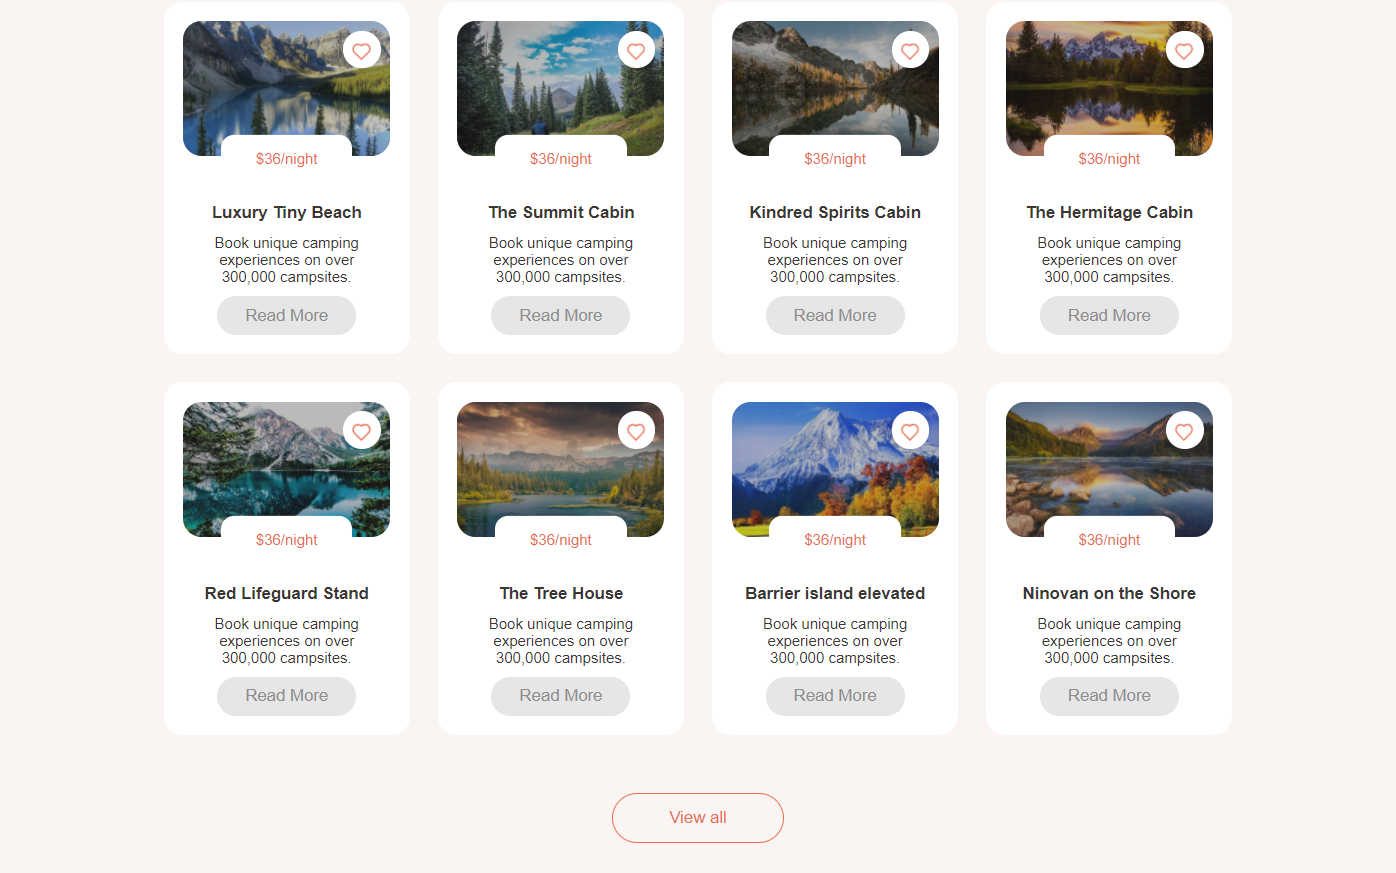 $36/night
$36/night
$36/night
$36/night
Luxury Tiny Beach
The Summit Cabin
Kindred Spirits Cabin
The Hermitage Cabin
Book unique camping
experiences on over
300,000 campsites.
Book unique camping
experiences on over
300,000 campsites.
Book unique camping
experiences on over
300,000 campsites.
Book unique camping
experiences on over
300,000 campsites.
Read More
Read More
Read More
Read More
$36/night
$36/night
$36/night
$36/night
Red Lifeguard Stand
The Tree House
Barrier island elevated
Ninovan on the Shore
Book unique camping
experiences on over
300,000 campsites.
Book unique camping
experiences on over
300,000 campsites.
Book unique camping
experiences on over
300,000 campsites.
Book unique camping
experiences on over
300,000 campsites.
Read More
Read More
Read More
Read More
View all